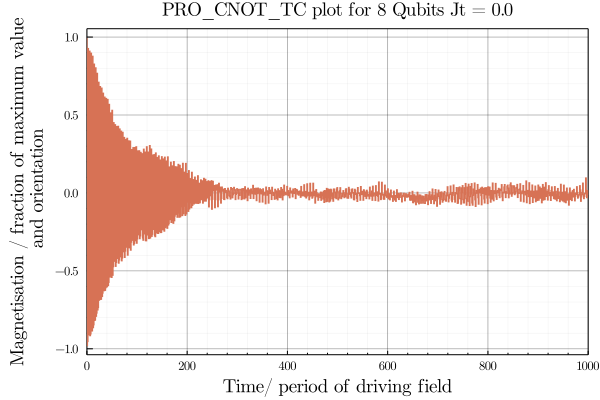 PRO_CNOT_TC plot for 8 Qubits Jt = 0.0
Magnetisation / fraction of maximum value
and orientation
1.0
0.5
0.0
−0.5
−1.0
0 200 400 600 800 1000
Time/ period of driving field